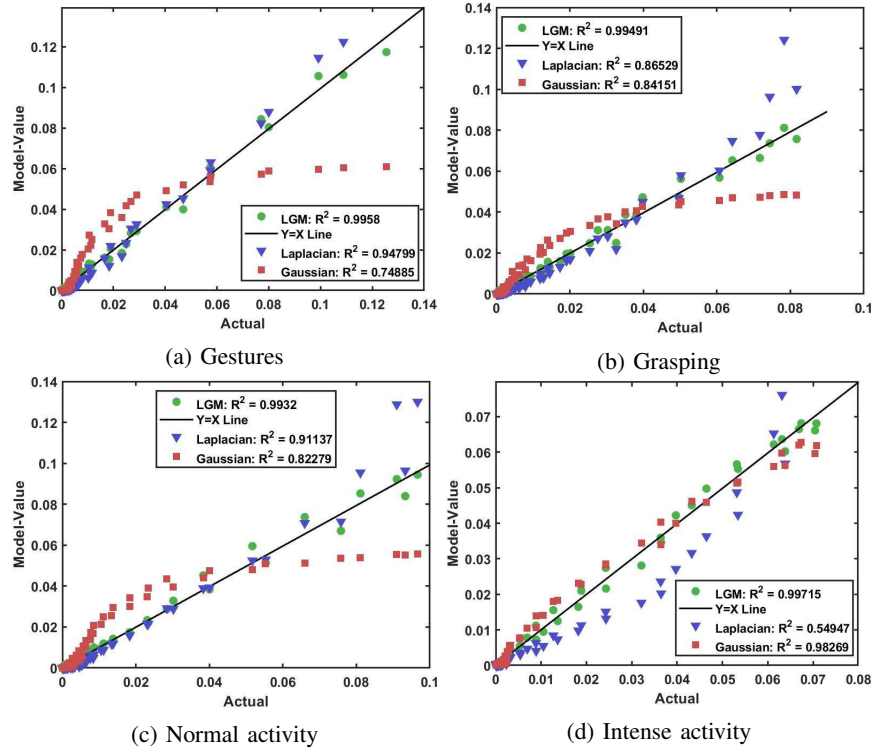 0.12
0.1
0.08
0.06
0.04
0.02
0
Model-Value
LGM: R² = 0.9958
Y=X Line
Laplacian: R² = 0.94799
Gaussian: R² = 0.74885
0 0.02 0.04 0.06 0.08 0.1 0.12 0.14
Actual
(a) Gestures
0.14
0.12
0.1
0.08
0.06
0.04
0.02
0
Model-Value
LGM: R² = 0.99491
Y=X Line
Laplacian: R² = 0.86529
Gaussian: R² = 0.84151
0 0.02 0.04 0.06 0.08 0.1
Actual
(b) Grasping
0.14
0.12
0.1
0.08
0.06
0.04
0.02
0
Model-Value
LGM: R² = 0.9932
Y=X Line
Laplacian: R² = 0.91137
Gaussian: R² = 0.82279
0 0.02 0.04 0.06 0.08 0.1
Actual
(c) Normal activity
0.07
0.06
0.05
0.04
0.03
0.02
0.01
0
Model-Value
LGM: R² = 0.99715
Y=X Line
Laplacian: R² = 0.54947
Gaussian: R² = 0.98269
0 0.01 0.02 0.03 0.04 0.05 0.06 0.07 0.08
Actual
(d) Intense activity